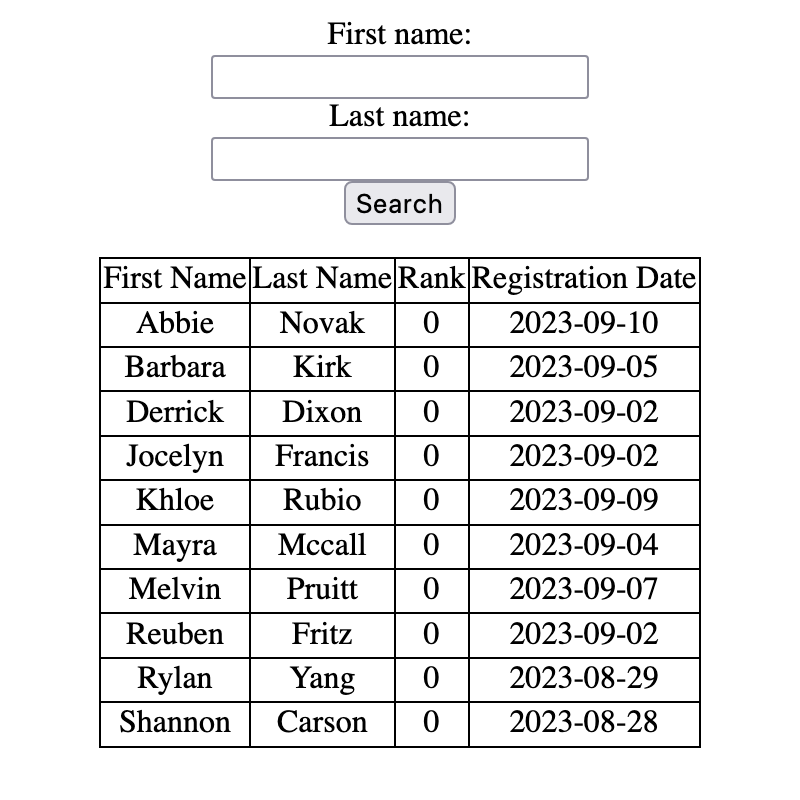 First name:
Last name:
Search
First Name Last Name Rank Registration Date
Abbie Novak 0 2023-09-10
Barbara Kirk 0 2023-09-05
Derrick Dixon 0 2023-09-02
Jocelyn Francis 0 2023-09-02
Khloe Rubio 0 2023-09-09
Mayra Mccall 0 2023-09-04
Melvin Pruitt 0 2023-09-07
Reuben Fritz 0 2023-09-02
Rylan Yang 0 2023-08-29
Shannon Carson 0 2023-08-28